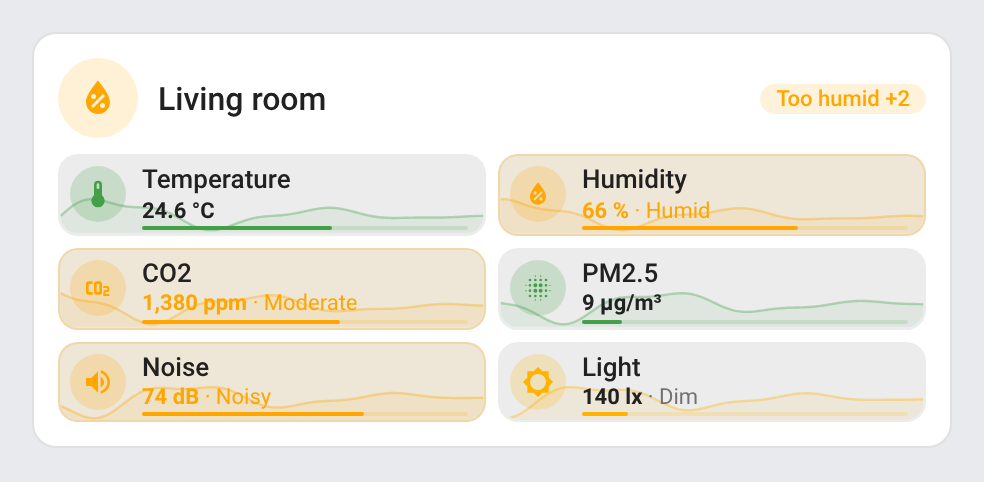 Living room
Too humid +2
Temperature
24.6 °C
Humidity
66 % · Humid
CO2
CO2
1,380 ppm · Moderate
PM2.5
9 µg/m³
Noise
74 dB · Noisy
Light
140 lx · Dim